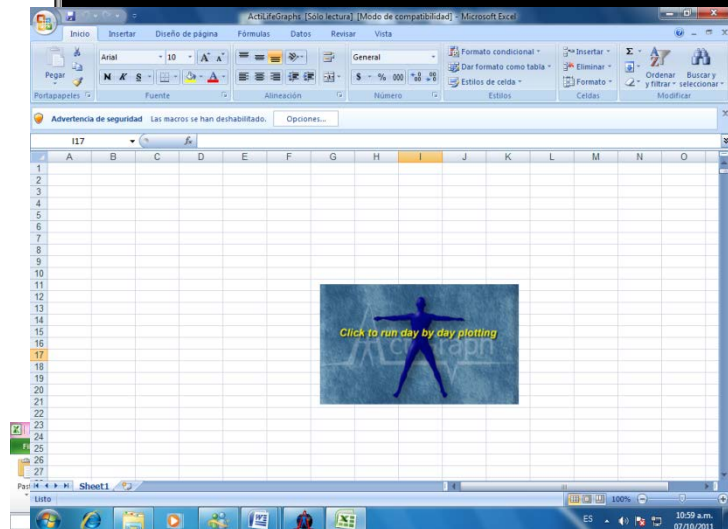 ActiLifeGraphs [Sólo lectura] [Modo de compatibilidad] - Microsoft Excel
Inicio Insertar Diseño de página Fórmulas Datos Revisar Vista
Pegar
Arial 10
N K S
General
$ % 000
Formato condicional
Dar formato como tabla
Estilos de celda
Insertar
Eliminar
Formato
Σ
Ordenar y filtrar
Buscar y seleccionar
Portapapeles Fuente Alineación Número Estilos Celdas Modificar
Advertencia de seguridad Las macros se han deshabilitado. Opciones...
I17 fx
A B C D E F G H I J K L M N O
1
2
3
4
5
6
7
8
9
10
11
12
13
14
15
16
17
18
19
20
21
22
23
24
25
26
27
Click to run day by day plotting
Sheet1
Listo 100%
ES 10:59 a.m.